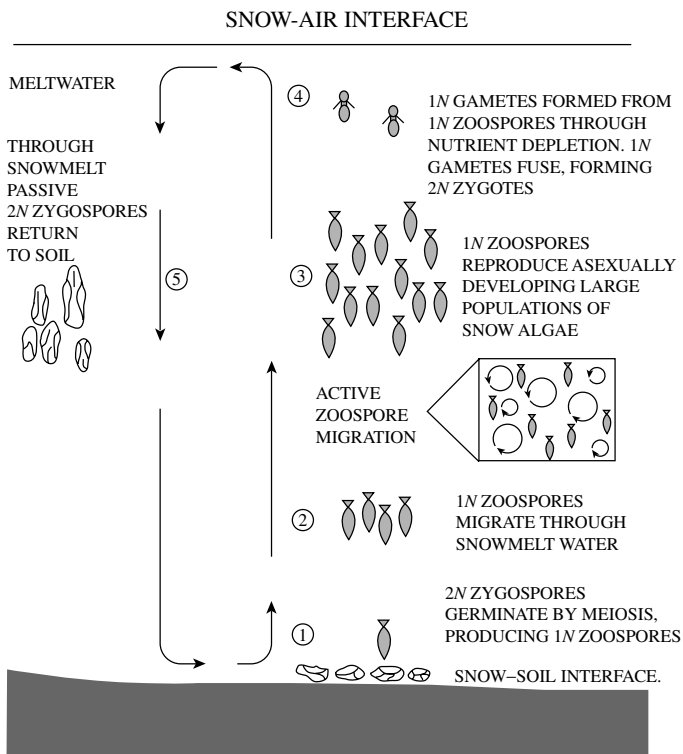 SNOW-AIR INTERFACE
MELTWATER
THROUGH
SNOWMELT
PASSIVE
2N ZYGOSPORES
RETURN
TO SOIL
5
4
1N GAMETES FORMED FROM
1N ZOOSPORES THROUGH
NUTRIENT DEPLETION. 1N
GAMETES FUSE, FORMING
2N ZYGOTES
3
1N ZOOSPORES
REPRODUCE ASEXUALLY
DEVELOPING LARGE
POPULATIONS OF
SNOW ALGAE
ACTIVE
ZOOSPORE
MIGRATION
2
1N ZOOSPORES
MIGRATE THROUGH
SNOWMELT WATER
1
2N ZYGOSPORES
GERMINATE BY MEIOSIS,
PRODUCING 1N ZOOSPORES
SNOW–SOIL INTERFACE.